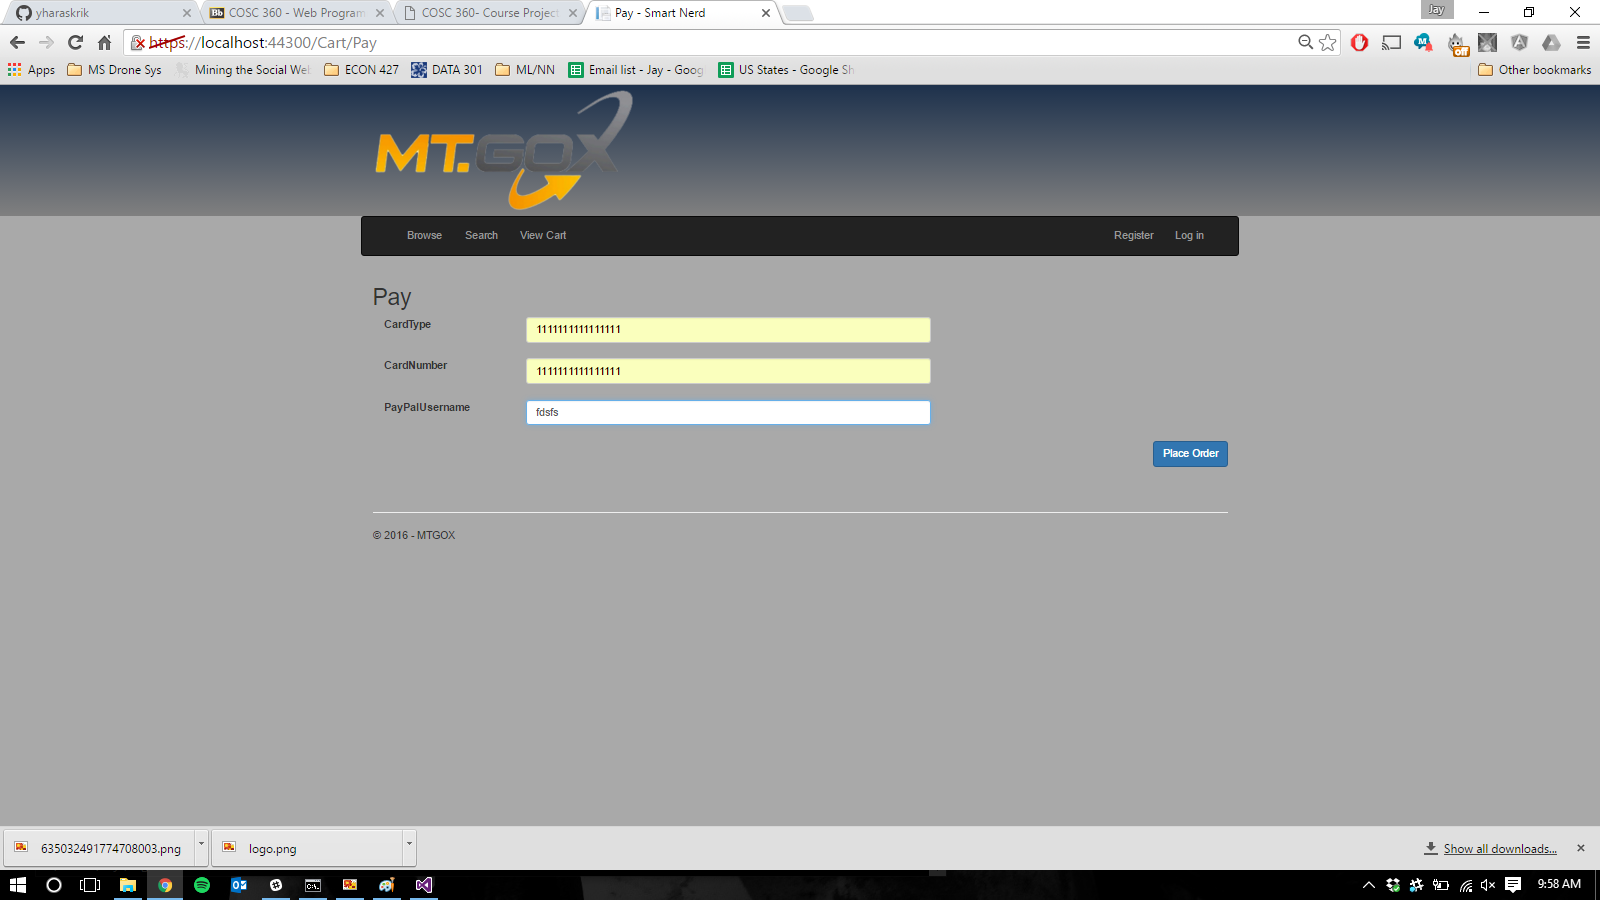 yharaskrik
COSC 360 - Web Program
COSC 360- Course Project
Pay - Smart Nerd
Jay
https://localhost:44300/Cart/Pay
Apps
MS Drone Sys
Mining the Social We
ECON 427
DATA 301
ML/NN
Email list - Jay - Goog
US States - Google Sh
Other bookmarks
MT.GOX
Browse
Search
View Cart
Register
Log in
Pay
CardType
1111111111111111
CardNumber
1111111111111111
PayPalUsername
fdsfs
Place Order
© 2016 - MTGOX
635032491774708003.png
logo.png
Show all downloads...
9:58 AM